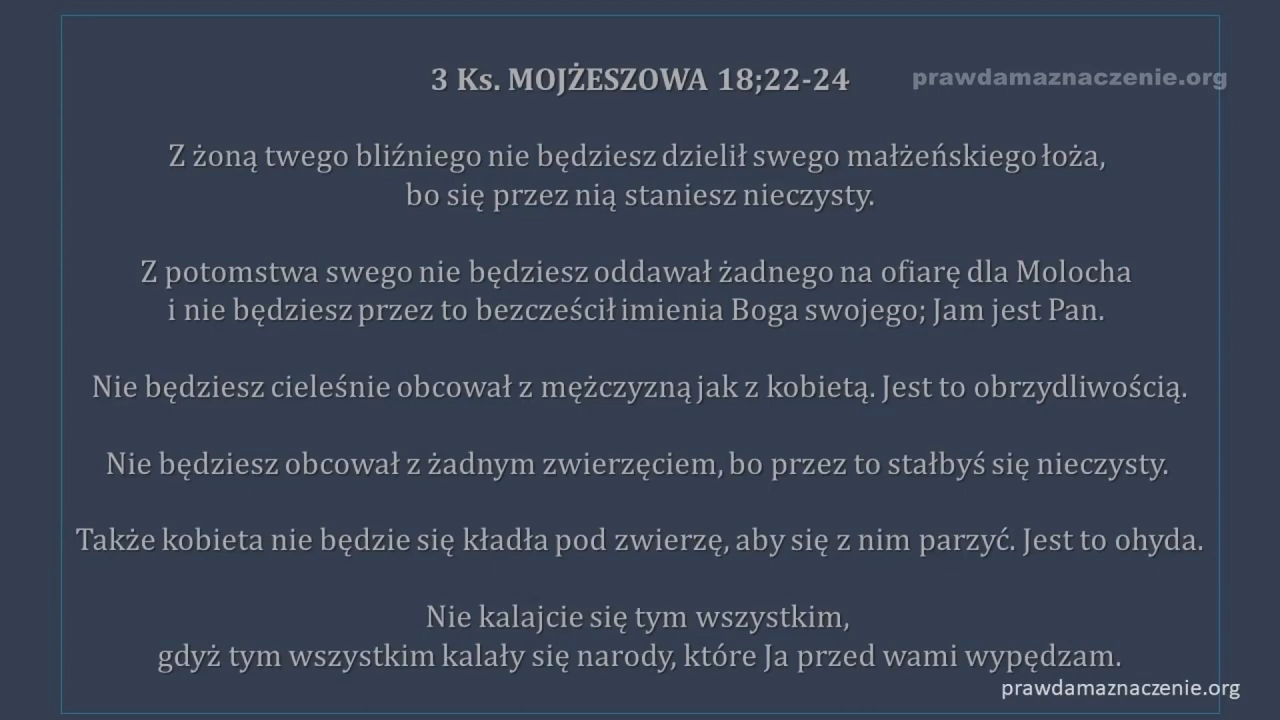 3 Ks. MOJŻESZOWA 18;22-24
prawdamaznaczenie.org
Z żoną twego bliźniego nie będziesz dzielił swego małżeńskiego łoża,
bo się przez nią staniesz nieczysty.
Z potomstwa swego nie będziesz oddawał żadnego na ofiarę dla Molocha
i nie będziesz przez to bezcześcił imienia Boga swojego; Jam jest Pan.
Nie będziesz cieleśnie obcował z mężczyzną jak z kobietą. Jest to obrzydliwością.
Nie będziesz obcował z żadnym zwierzęciem, bo przez to stałbyś się nieczysty.
Także kobieta nie będzie się kładła pod zwierzę, aby się z nim parzyć. Jest to ohyda.
Nie kalajcie się tym wszystkim,
gdyż tym wszystkim kalały się narody, które Ja przed wami wypędzam.
prawdamaznaczenie.org